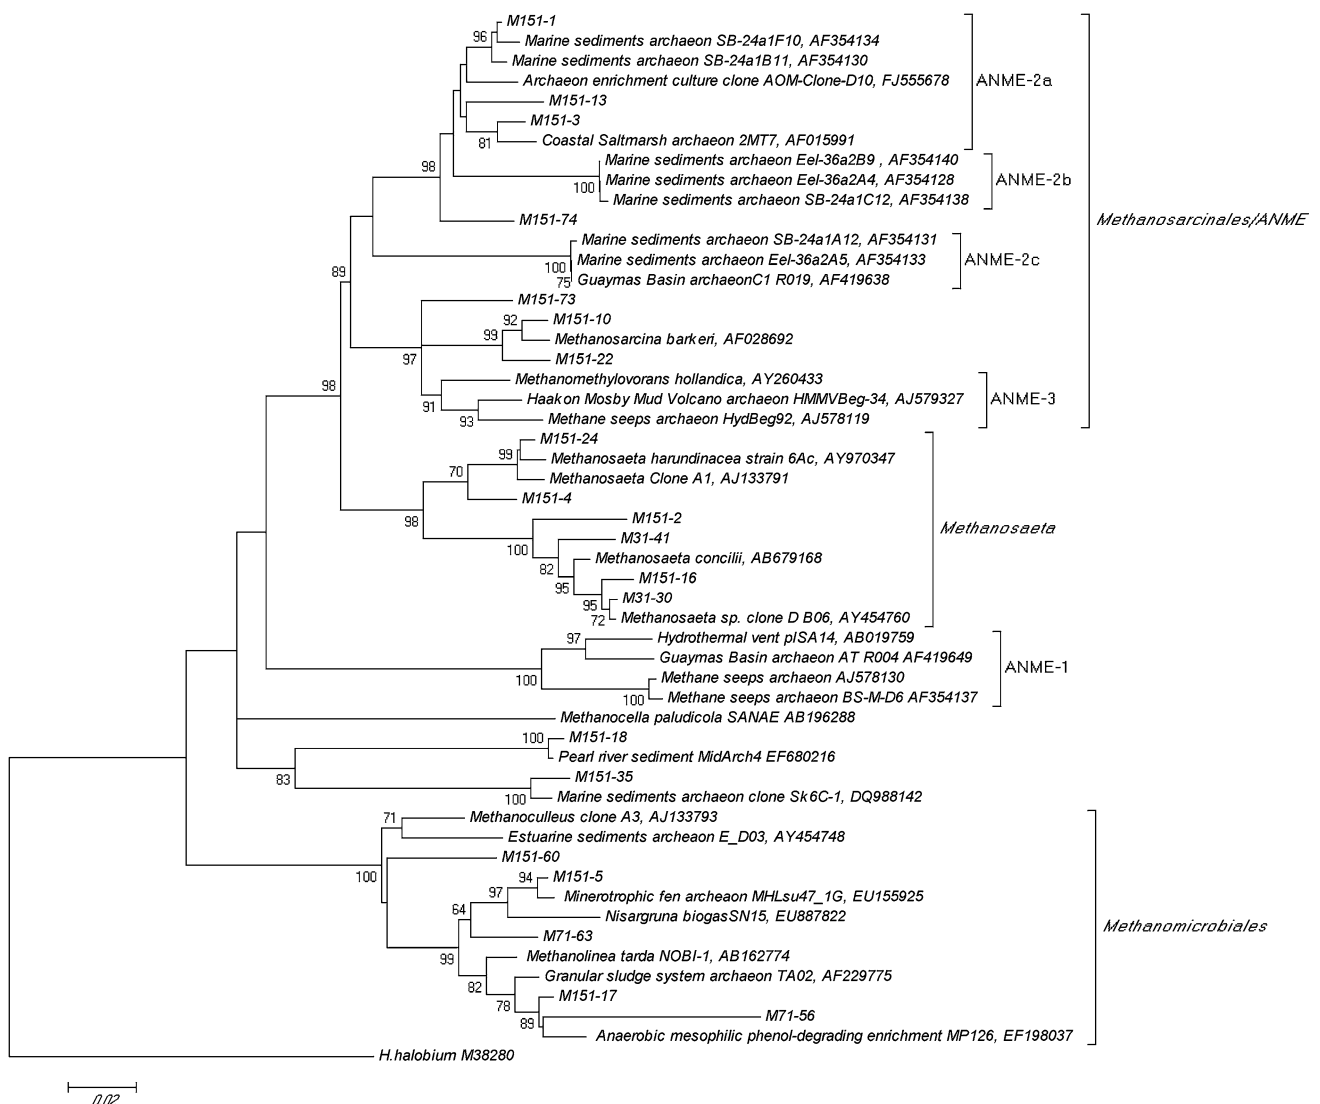 M151-1
96
Marine sediments archaeon SB-24a1F10, AF354134
Marine sediments archaeon SB-24a1B11, AF354130
Archaeon enrichment culture clone AOM-Clone-D10, FJ555678
ANME-2a
M151-13
M151-3
81
Coastal Saltmarsh archaeon 2MT7, AF015991
98
Marine sediments archaeon Eel-36a2B9 , AF354140
Marine sediments archaeon Eel-36a2A4, AF354128
100
ANME-2b
Marine sediments archaeon SB-24a1C12, AF354138
M151-74
Methanosarcinales/ANME
Marine sediments archaeon SB-24a1A12, AF354131
Marine sediments archaeon Eel-36a2A5, AF354133
ANME-2c
100
89
75
Guaymas Basin archaeonC1 R019, AF419638
M151-73
92
M151-10
99
Methanosarcina barkeri, AF028692
97
M151-22
Methanomethylovorans hollandica, AY260433
98
Haakon Mosby Mud Volcano archaeon HMMVBeg-34, AJ579327
ANME-3
91
93
Methane seeps archaeon HydBeg92, AJ578119
M151-24
99
Methanosaeta harundinacea strain 6Ac, AY970347
70
Methanosaeta Clone A1, AJ133791
M151-4
98
M151-2
Methanosaeta
M31-41
100
Methanosaeta concilii, AB679168
82
M151-16
95
M31-30
95
72
Methanosaeta sp. clone D B06, AY454760
97
Hydrothermal vent pISA14, AB019759
Guaymas Basin archaeon AT R004 AF419649
ANME-1
100
Methane seeps archaeon AJ578130
100
Methane seeps archaeon BS-M-D6 AF354137
Methanocella paludicola SANAE AB196288
100
M151-18
Pearl river sediment MidArch4 EF680216
83
M151-35
100
Marine sediments archaeon clone Sk6C-1, DQ988142
71
Methanoculleus clone A3, AJ133793
Estuarine sediments archeaon E_D03, AY454748
M151-60
100
94
M151-5
97
Minerotrophic fen archeaon MHLsu47_1G, EU155925
64
Nisargruna biogasSN15, EU887822
Methanomicrobiales
M71-63
99
Methanolinea tarda NOBI-1, AB162774
82
Granular sludge system archaeon TA02, AF229775
78
M151-17
89
M71-56
Anaerobic mesophilic phenol-degrading enrichment MP126, EF198037
H.halobium M38280
0.02